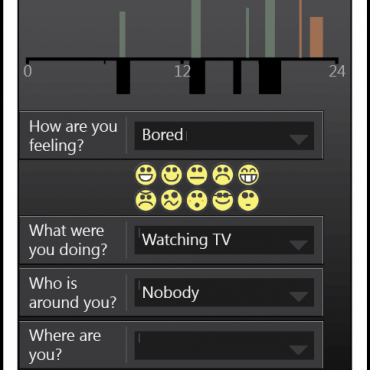 0 12 24
How are you
feeling?
Bored
What were
you doing?
Watching TV
Who is
around you?
Nobody
Where are
you?